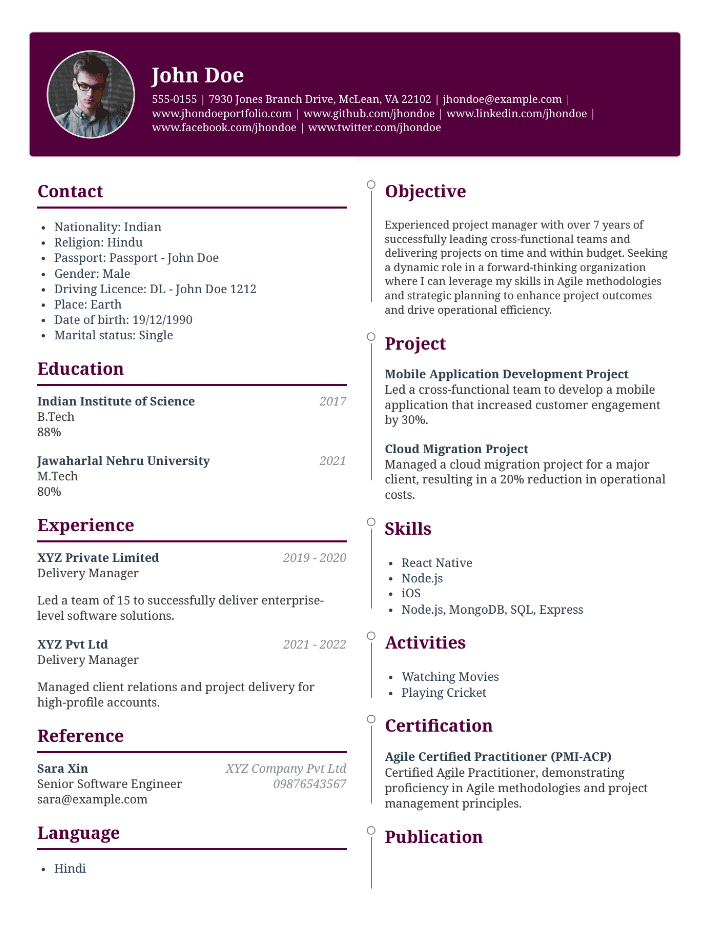 John Doe
555-0155 | 7930 Jones Branch Drive, McLean, VA 22102 | jhondoe@example.com |
www.jhondoeportfolio.com | www.github.com/jhondoe | www.linkedin.com/jhondoe |
www.facebook.com/jhondoe | www.twitter.com/jhondoe
Contact
• Nationality: Indian
• Religion: Hindu
• Passport: Passport - John Doe
• Gender: Male
• Driving Licence: DL - John Doe 1212
• Place: Earth
• Date of birth: 19/12/1990
• Marital status: Single
Education
Indian Institute of Science 2017
B.Tech
88%
Jawaharlal Nehru University 2021
M.Tech
80%
Experience
XYZ Private Limited 2019 - 2020
Delivery Manager
Led a team of 15 to successfully deliver enterprise-
level software solutions.
XYZ Pvt Ltd 2021 - 2022
Delivery Manager
Managed client relations and project delivery for
high-profile accounts.
Reference
Sara Xin XYZ Company Pvt Ltd
Senior Software Engineer 09876543567
sara@example.com
Language
• Hindi
Objective
Experienced project manager with over 7 years of
successfully leading cross-functional teams and
delivering projects on time and within budget. Seeking
a dynamic role in a forward-thinking organization
where I can leverage my skills in Agile methodologies
and strategic planning to enhance project outcomes
and drive operational efficiency.
Project
Mobile Application Development Project
Led a cross-functional team to develop a mobile
application that increased customer engagement
by 30%.
Cloud Migration Project
Managed a cloud migration project for a major
client, resulting in a 20% reduction in operational
costs.
Skills
• React Native
• Node.js
• iOS
• Node.js, MongoDB, SQL, Express
Activities
• Watching Movies
• Playing Cricket
Certification
Agile Certified Practitioner (PMI-ACP)
Certified Agile Practitioner, demonstrating
proficiency in Agile methodologies and project
management principles.
Publication